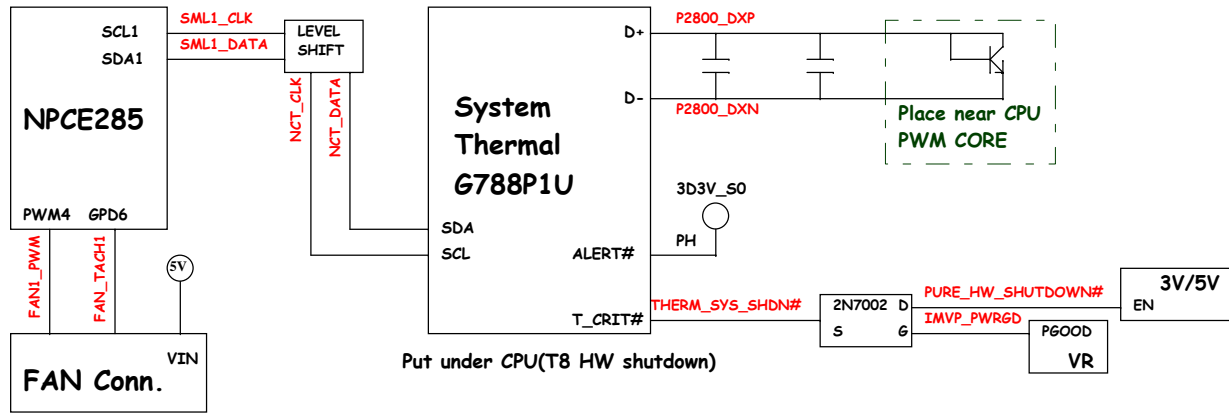 SML1_CLK
SCL1
SML1_DATA
SDA1
LEVEL
SHIFT
NPCE285
NCT_CLK
NCT_DATA
PWM4 GPD6
FAN1_PWM
FAN_TACH1
5V
VIN
FAN Conn.
System
Thermal
G788P1U
D+
D-
SDA
SCL
ALERT#
T_CRIT#
P2800_DXP
P2800_DXN
Place near CPU
PWM CORE
3D3V_S0
PH
THERM_SYS_SHDN#
2N7002 D
S G
PURE_HW_SHUTDOWN#
IMVP_PWRGD
3V/5V
EN
PGOOD
VR
Put under CPU(T8 HW shutdown)